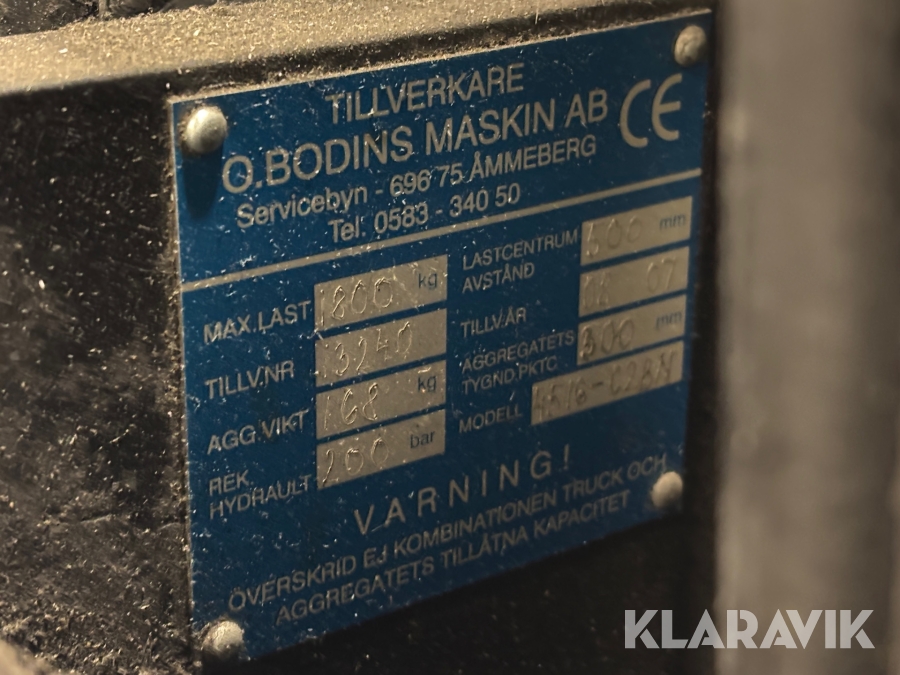 TILLVERKARE
O.BODINS MASKIN AB CE
Servicebyn - 696 75 ÅMMEBERG
Tel. 0583 - 340 50
MAX.LAST 1800 kg
TILLV.NR
AGG.VIKT 168 kg
REK. HYDRAULT 200 bar
LASTCENTRUM
AVSTÅND mm
TILLV.ÅR 07
AGGREGATETS
TYGND.PKTC 300 mm
MODELL
VARNING!
ÖVERSKRID EJ KOMBINATIONEN TRUCK OCH
AGGREGATETS TILLÅTNA KAPACITET
KLARAVIK